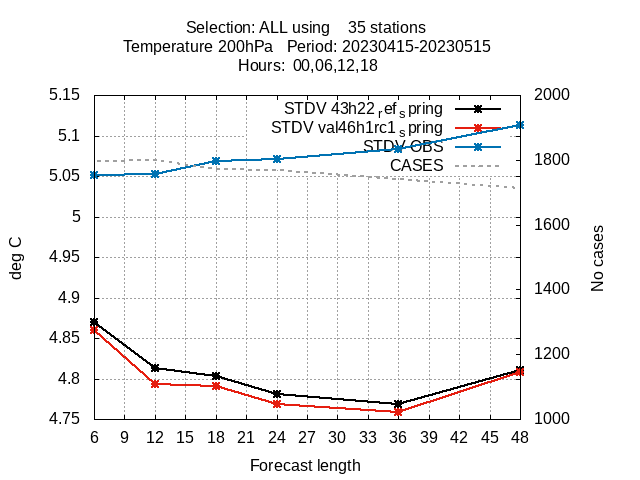 Selection: ALL using 35 stations
Temperature 200hPa Period: 20230415-20230515
Hours: 00,06,12,18
5.15
5.1
5.05
5
4.95
4.9
4.85
4.8
4.75
deg C
STDV 43h22ref spring
STDV val46h1rc1spring
STDV OBS
CASES
2000
1800
1600
1400
1200
1000
No cases
6 9 12 15 18 21 24 27 30 33 36 39 42 45 48
Forecast length